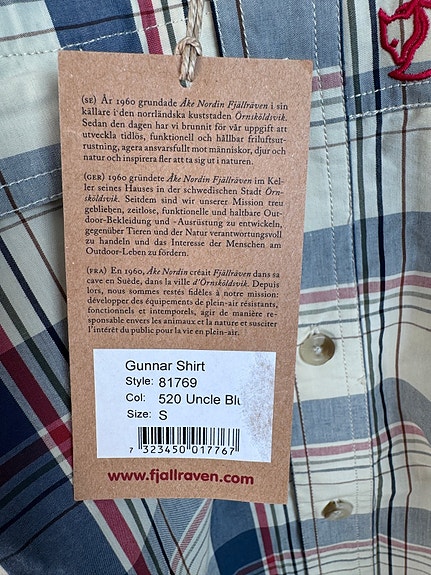 (SE) År 1960 grundade Åke Nordin Fjällräven i sin
källare i den norrländska kuststaden Örnsköldsvik.
Sedan den dagen har vi brunnit för vår uppgift att
utveckla tidlös, funktionell och hållbar friluftsut-
rustning, agera ansvarsfullt mot människor, djur och
natur och inspirera fler att ta sig ut i naturen.
(GER) 1960 gründete Åke Nordin Fjällräven im Kel-
ler seines Hauses in der schwedischen Stadt Örn-
sköldsvik. Seitdem sind wir unserer Mission treu
geblieben, zeitlose, funktionelle und haltbare Out-
door-Bekleidung und -Ausrüstung zu entwickeln,
gegenüber Tieren und der Natur verantwortungsvoll
zu handeln und das Interesse der Menschen am
Outdoor-Leben zu fördern.
(FRA) En 1960, Åke Nordin créait Fjällräven dans sa
cave en Suède, dans la ville d'Örnsköldsvik. Depuis
lors, nous sommes restés fidèles à notre mission:
développer des équipements de plein-air résistants,
fonctionnels et intemporels, agir de manière re-
sponsable envers les animaux et la nature et susciter
l'intérêt du public pour la vie en plein-air.
Gunnar Shirt
Style: 81769
Col: 520 Uncle Blu
Size: S
7 323450 017767
www.fjallraven.com